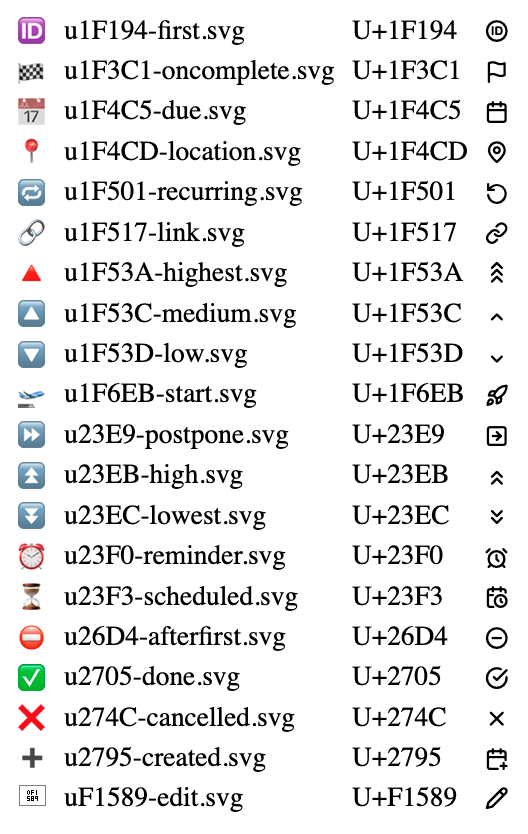 🆔 u1F194-first.svg U+1F194
🏁 u1F3C1-oncomplete.svg U+1F3C1
📅 u1F4C5-due.svg U+1F4C5
📍 u1F4CD-location.svg U+1F4CD
🔁 u1F501-recurring.svg U+1F501
🔗 u1F517-link.svg U+1F517
🔺 u1F53A-highest.svg U+1F53A
🔼 u1F53C-medium.svg U+1F53C
🔽 u1F53D-low.svg U+1F53D
🛫 u1F6EB-start.svg U+1F6EB
⏩ u23E9-postpone.svg U+23E9
⏫ u23EB-high.svg U+23EB
⏬ u23EC-lowest.svg U+23EC
⏰ u23F0-reminder.svg U+23F0
⏳ u23F3-scheduled.svg U+23F3
⛔ u26D4-afterfirst.svg U+26D4
✅ u2705-done.svg U+2705
❌ u274C-cancelled.svg U+274C
➕ u2795-created.svg U+2795
0F1589 uF1589-edit.svg U+F1589